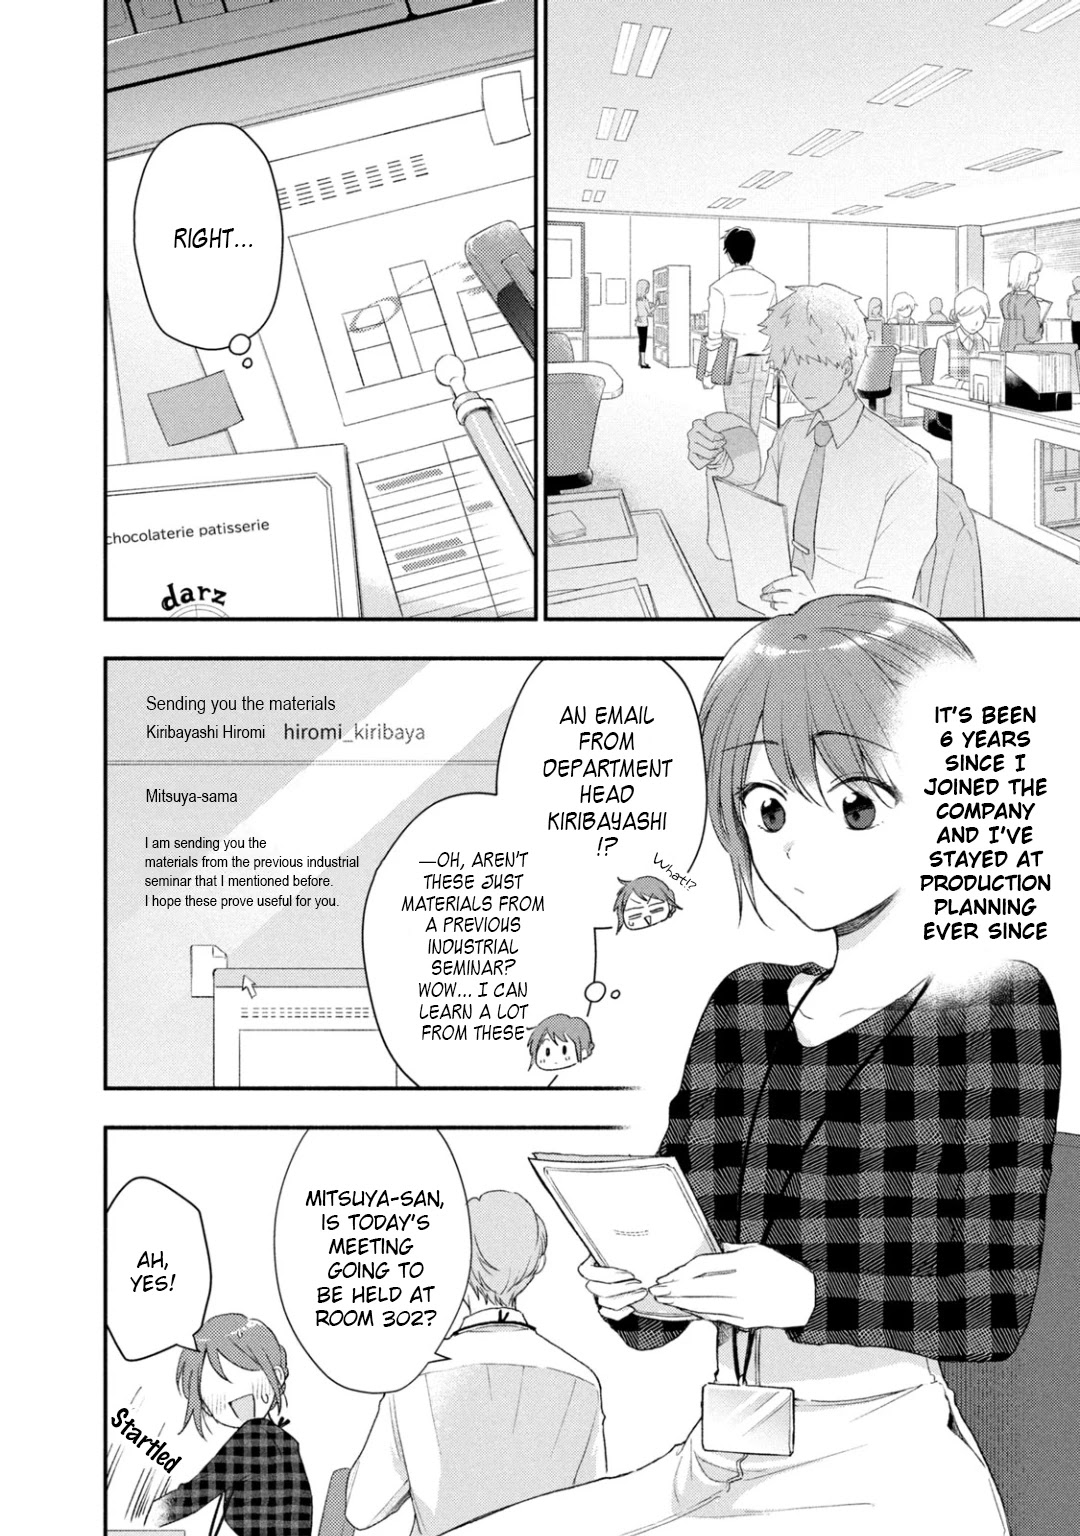 RIGHT...
chocolaterie patisserie
darz
IT'S BEEN
6 YEARS
SINCE I
JOINED THE
COMPANY
AND I'VE
STAYED AT
PRODUCTION
PLANNING
EVER SINCE
AN EMAIL
FROM
DEPARTMENT
HEAD
KIRIBAYASHI
!?
What!?
—OH, AREN'T
THESE JUST
MATERIALS FROM
A PREVIOUS
INDUSTRIAL
SEMINAR?
WOW... I CAN
LEARN A LOT
FROM THESE
Sending you the materials
Kiribayashi Hiromi hiromi_kiribaya
Mitsuya-sama
I am sending you the
materials from the previous industrial
seminar that I mentioned before.
I hope these prove useful for you.
MITSUYA-SAN,
IS TODAY'S
MEETING
GOING TO
BE HELD AT
ROOM 302?
AH,
YES!
Startled